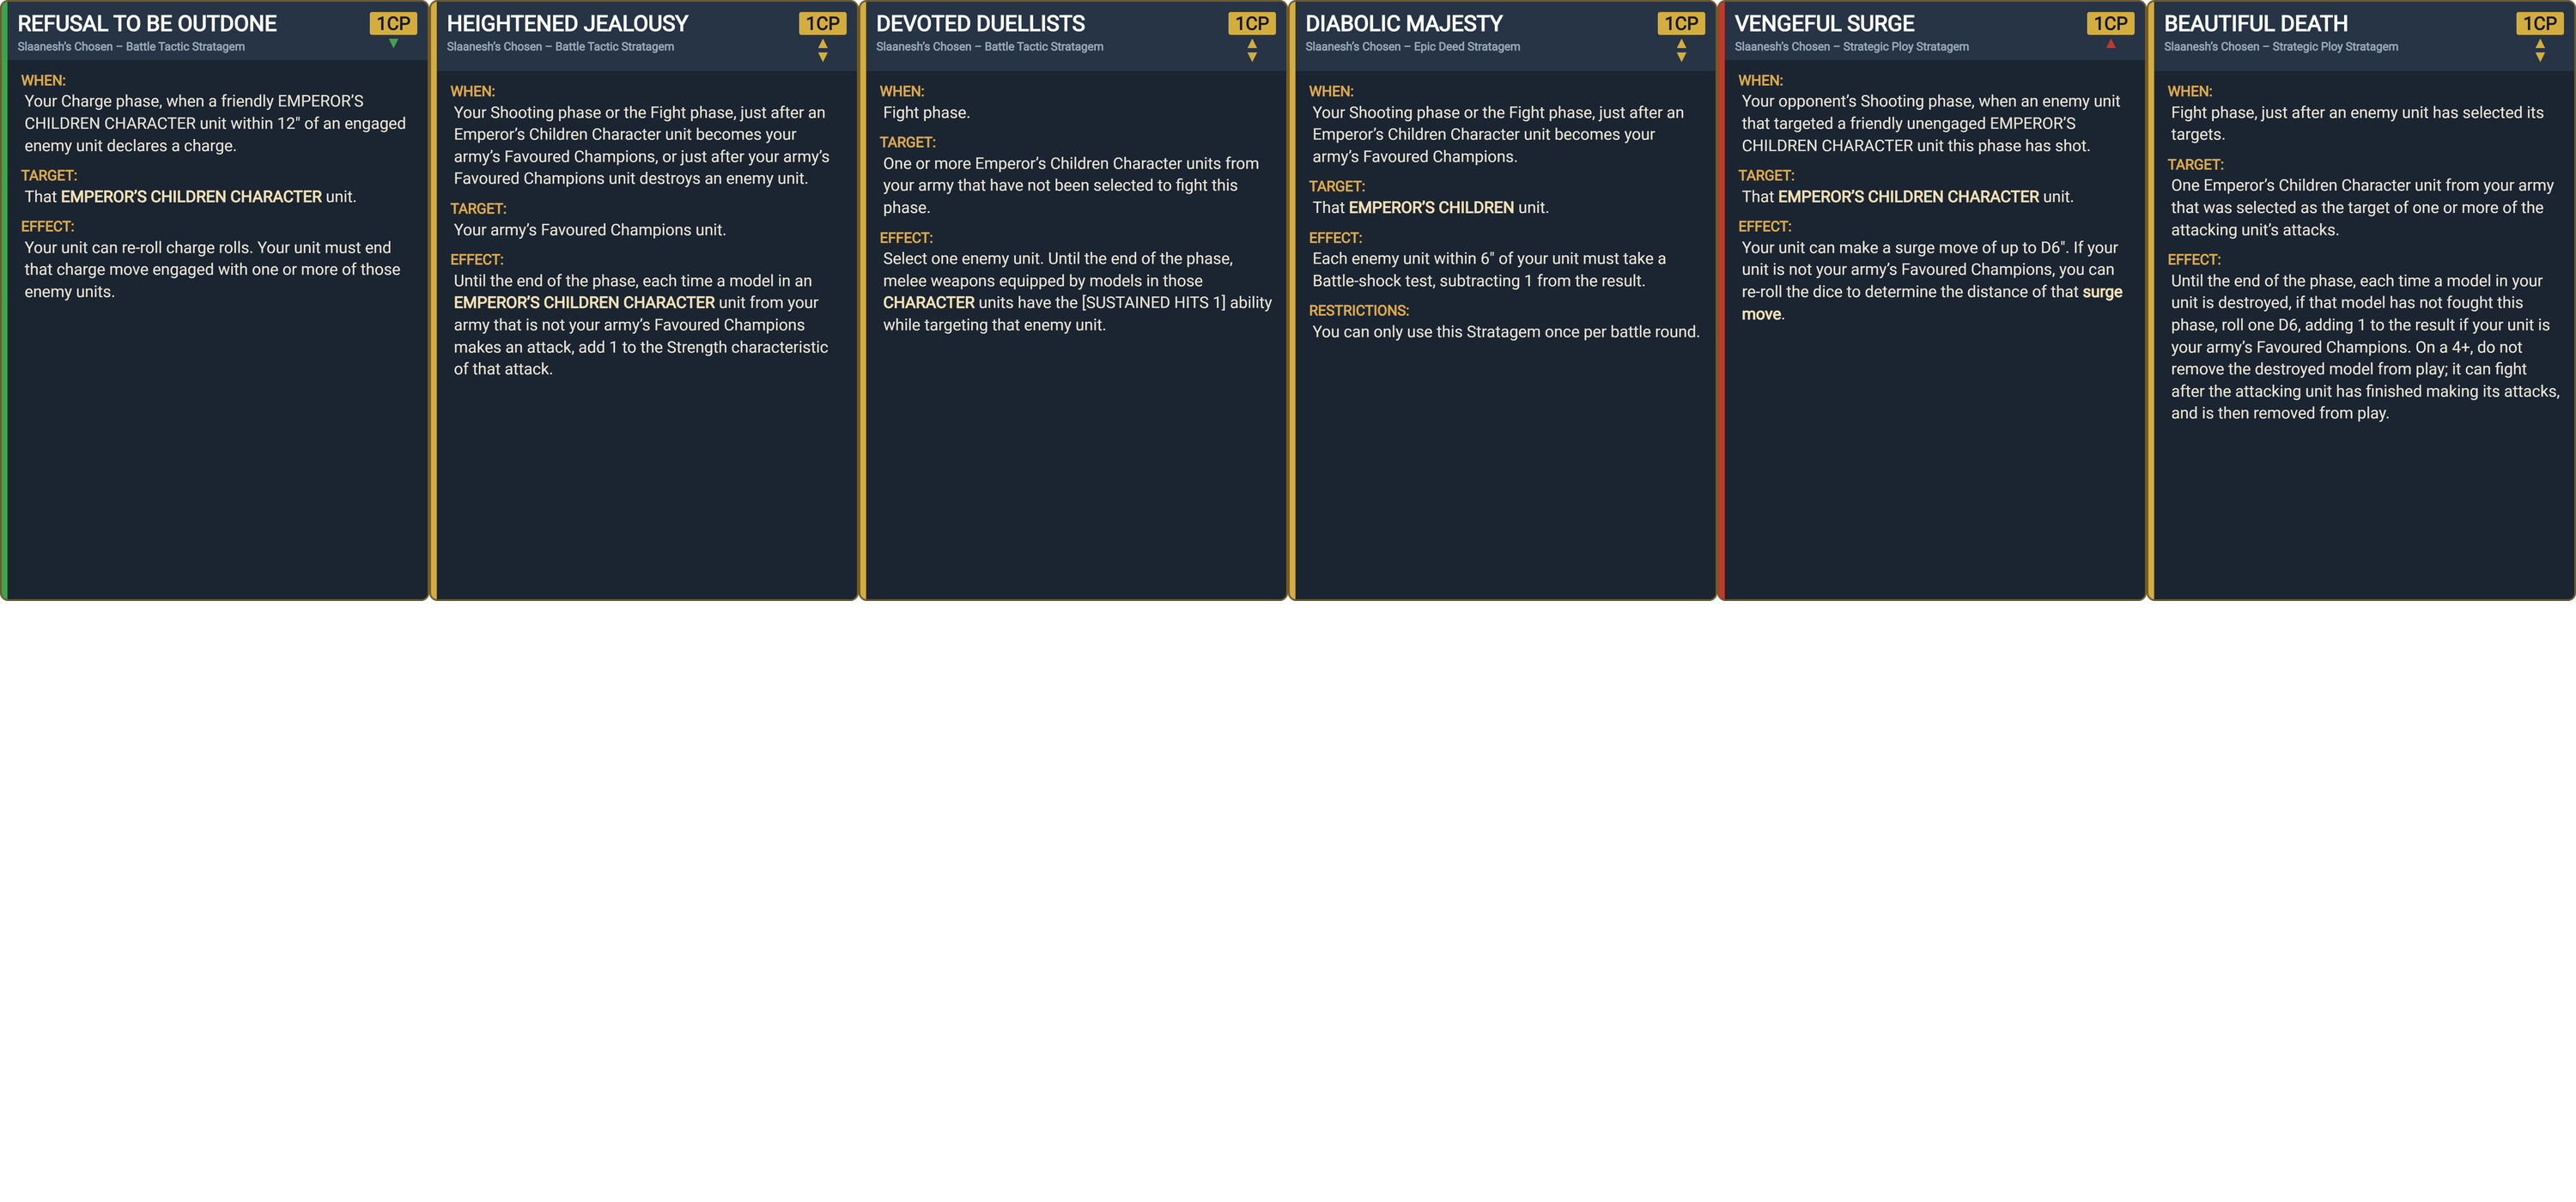 REFUSAL TO BE OUTDONE
1CP
Slaanesh's Chosen – Battle Tactic Stratagem
WHEN:
Your Charge phase, when a friendly EMPEROR'S
CHILDREN CHARACTER unit within 12" of an engaged
enemy unit declares a charge.
TARGET:
That EMPEROR'S CHILDREN CHARACTER unit.
EFFECT:
Your unit can re-roll charge rolls. Your unit must end
that charge move engaged with one or more of those
enemy units.
HEIGHTENED JEALOUSY
1CP
Slaanesh's Chosen – Battle Tactic Stratagem
WHEN:
Your Shooting phase or the Fight phase, just after an
Emperor's Children Character unit becomes your
army's Favoured Champions, or just after your army's
Favoured Champions unit destroys an enemy unit.
TARGET:
Your army's Favoured Champions unit.
EFFECT:
Until the end of the phase, each time a model in an
EMPEROR'S CHILDREN CHARACTER unit from your
army that is not your army's Favoured Champions
makes an attack, add 1 to the Strength characteristic
of that attack.
DEVOTED DUELLISTS
1CP
Slaanesh's Chosen – Battle Tactic Stratagem
WHEN:
Fight phase.
TARGET:
One or more Emperor's Children Character units from
your army that have not been selected to fight this
phase.
EFFECT:
Select one enemy unit. Until the end of the phase,
melee weapons equipped by models in those
CHARACTER units have the [SUSTAINED HITS 1] ability
while targeting that enemy unit.
DIABOLIC MAJESTY
1CP
Slaanesh's Chosen – Epic Deed Stratagem
WHEN:
Your Shooting phase or the Fight phase, just after an
Emperor's Children Character unit becomes your
army's Favoured Champions.
TARGET:
That EMPEROR'S CHILDREN unit.
EFFECT:
Each enemy unit within 6" of your unit must take a
Battle-shock test, subtracting 1 from the result.
RESTRICTIONS:
You can only use this Stratagem once per battle round.
VENGEFUL SURGE
1CP
Slaanesh's Chosen – Strategic Ploy Stratagem
WHEN:
Your opponent's Shooting phase, when an enemy unit
that targeted a friendly unengaged EMPEROR'S
CHILDREN CHARACTER unit this phase has shot.
TARGET:
That EMPEROR'S CHILDREN CHARACTER unit.
EFFECT:
Your unit can make a surge move of up to D6". If your
unit is not your army's Favoured Champions, you can
re-roll the dice to determine the distance of that surge
move.
BEAUTIFUL DEATH
1CP
Slaanesh's Chosen – Strategic Ploy Stratagem
WHEN:
Fight phase, just after an enemy unit has selected its
targets.
TARGET:
One Emperor's Children Character unit from your army
that was selected as the target of one or more of the
attacking unit's attacks.
EFFECT:
Until the end of the phase, each time a model in your
unit is destroyed, if that model has not fought this
phase, roll one D6, adding 1 to the result if your unit is
your army's Favoured Champions. On a 4+, do not
remove the destroyed model from play; it can fight
after the attacking unit has finished making its attacks,
and is then removed from play.